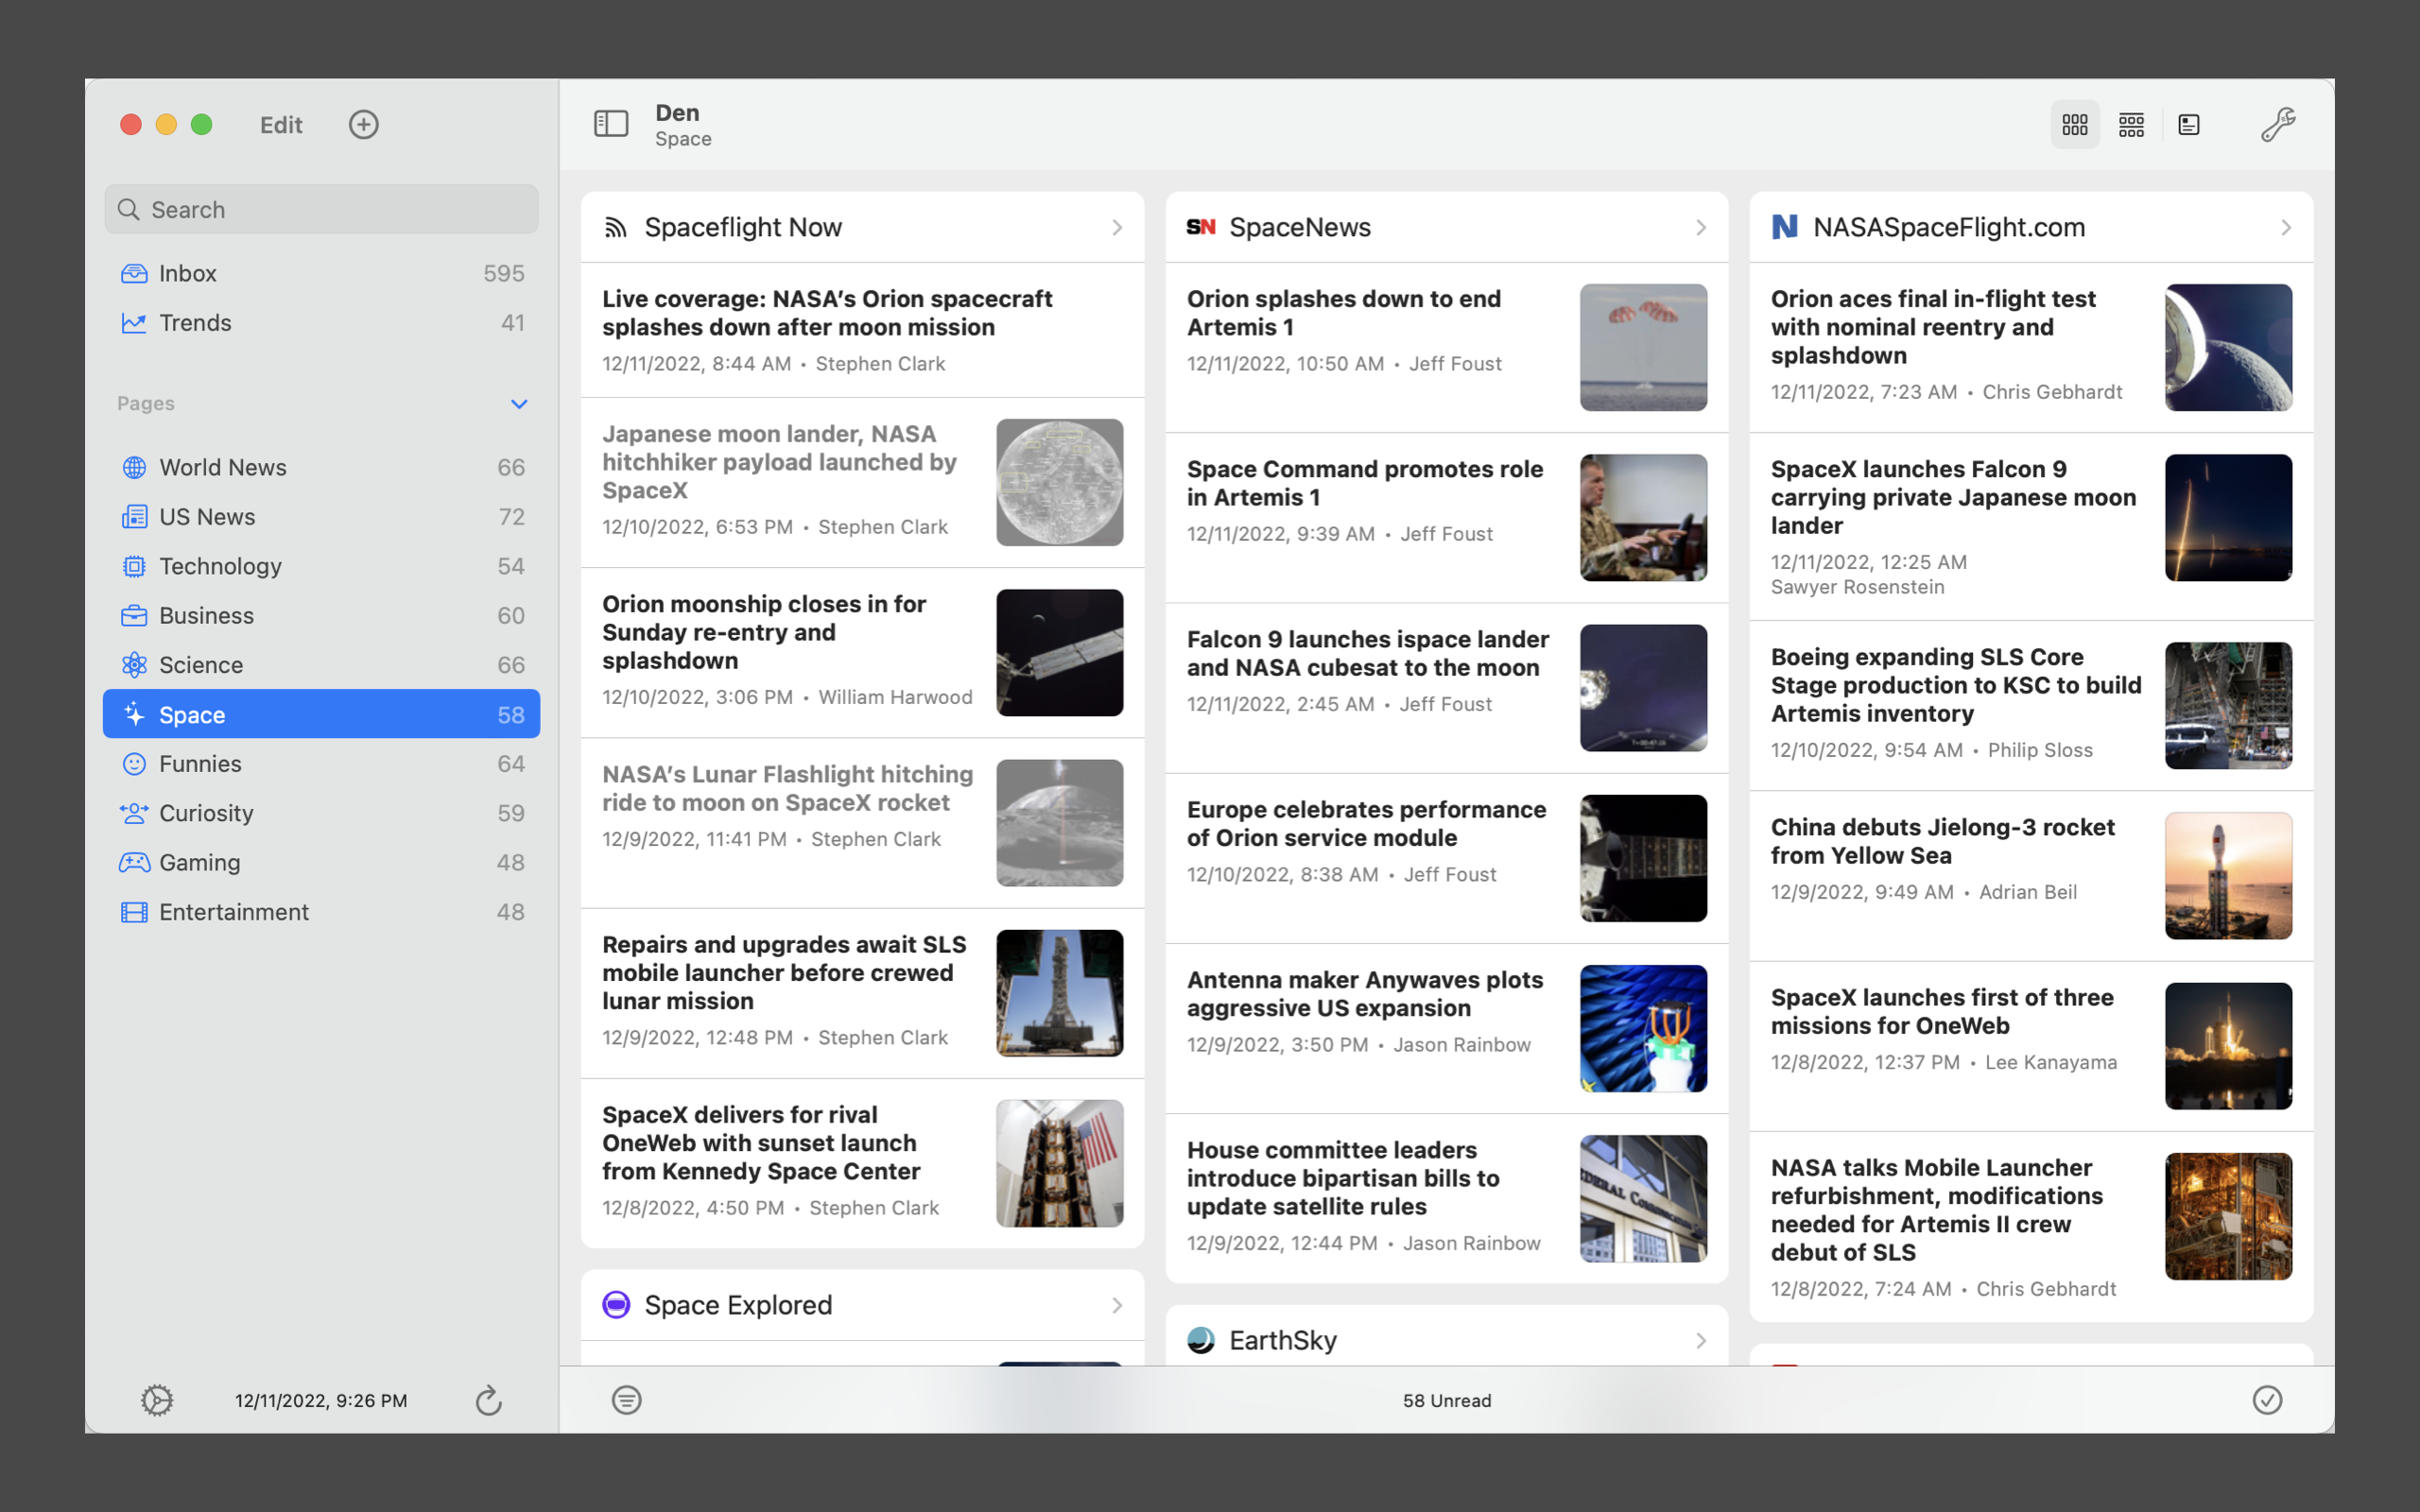 Edit
Search
Inbox 595
Trends 41
Pages
World News 66
US News 72
Technology 54
Business 60
Science 66
Space 58
Funnies 64
Curiosity 59
Gaming 48
Entertainment 48
12/11/2022, 9:26 PM
Den
Space
Spaceflight Now
Live coverage: NASA’s Orion spacecraft
splashes down after moon mission
12/11/2022, 8:44 AM • Stephen Clark
Japanese moon lander, NASA
hitchhiker payload launched by
SpaceX
12/10/2022, 6:53 PM • Stephen Clark
Orion moonship closes in for
Sunday re-entry and
splashdown
12/10/2022, 3:06 PM • William Harwood
NASA’s Lunar Flashlight hitching
ride to moon on SpaceX rocket
12/9/2022, 11:41 PM • Stephen Clark
Repairs and upgrades await SLS
mobile launcher before crewed
lunar mission
12/9/2022, 12:48 PM • Stephen Clark
SpaceX delivers for rival
OneWeb with sunset launch
from Kennedy Space Center
12/8/2022, 4:50 PM • Stephen Clark
Space Explored
SN SpaceNews
Orion splashes down to end
Artemis 1
12/11/2022, 10:50 AM • Jeff Foust
Space Command promotes role
in Artemis 1
12/11/2022, 9:39 AM • Jeff Foust
Falcon 9 launches ispace lander
and NASA cubesat to the moon
12/11/2022, 2:45 AM • Jeff Foust
Europe celebrates performance
of Orion service module
12/10/2022, 8:38 AM • Jeff Foust
Antenna maker Anywaves plots
aggressive US expansion
12/9/2022, 3:50 PM • Jason Rainbow
House committee leaders
introduce bipartisan bills to
update satellite rules
12/9/2022, 12:44 PM • Jason Rainbow
EarthSky
N NASASpaceFlight.com
Orion aces final in-flight test
with nominal reentry and
splashdown
12/11/2022, 7:23 AM • Chris Gebhardt
SpaceX launches Falcon 9
carrying private Japanese moon
lander
12/11/2022, 12:25 AM
Sawyer Rosenstein
Boeing expanding SLS Core
Stage production to KSC to build
Artemis inventory
12/10/2022, 9:54 AM • Philip Sloss
China debuts Jielong-3 rocket
from Yellow Sea
12/9/2022, 9:49 AM • Adrian Beil
SpaceX launches first of three
missions for OneWeb
12/8/2022, 12:37 PM • Lee Kanayama
NASA talks Mobile Launcher
refurbishment, modifications
needed for Artemis II crew
debut of SLS
12/8/2022, 7:24 AM • Chris Gebhardt
58 Unread